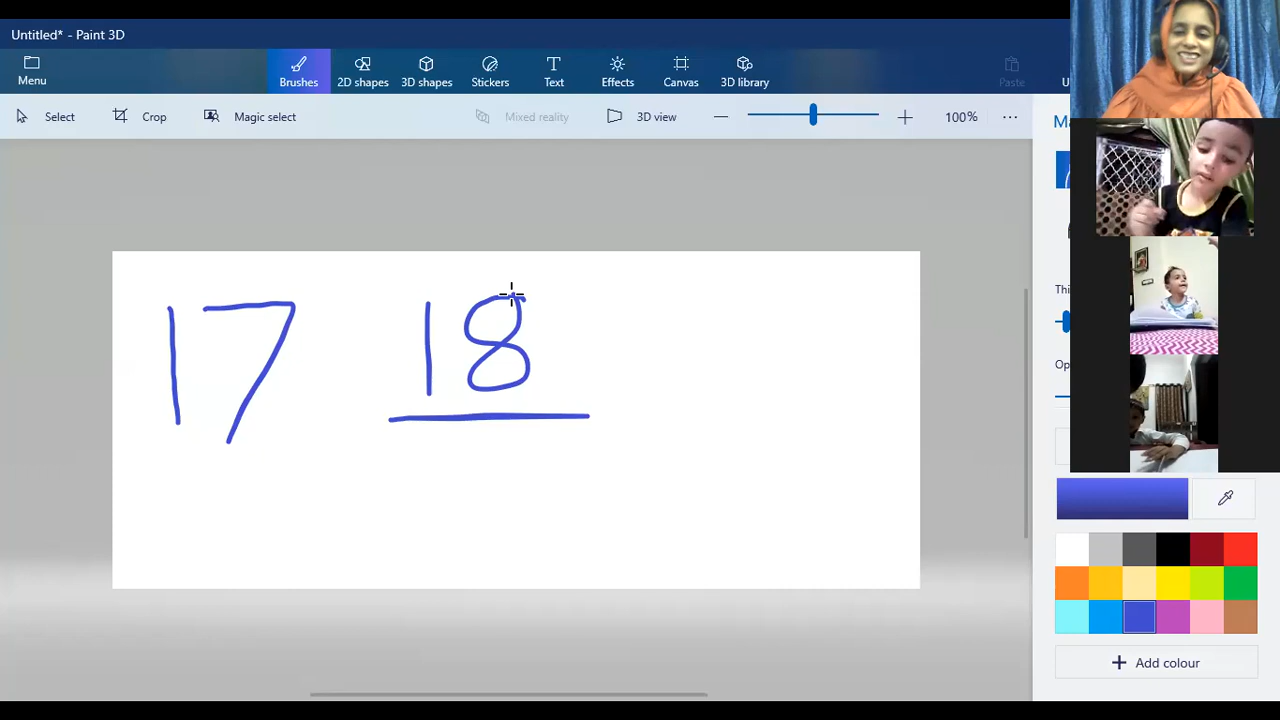 Untitled* - Paint 3D
Menu Brushes 2D shapes 3D shapes Stickers Text Effects Canvas 3D library Paste
Select Crop Magic select Mixed reality 3D view 100%
17 18
Add colour